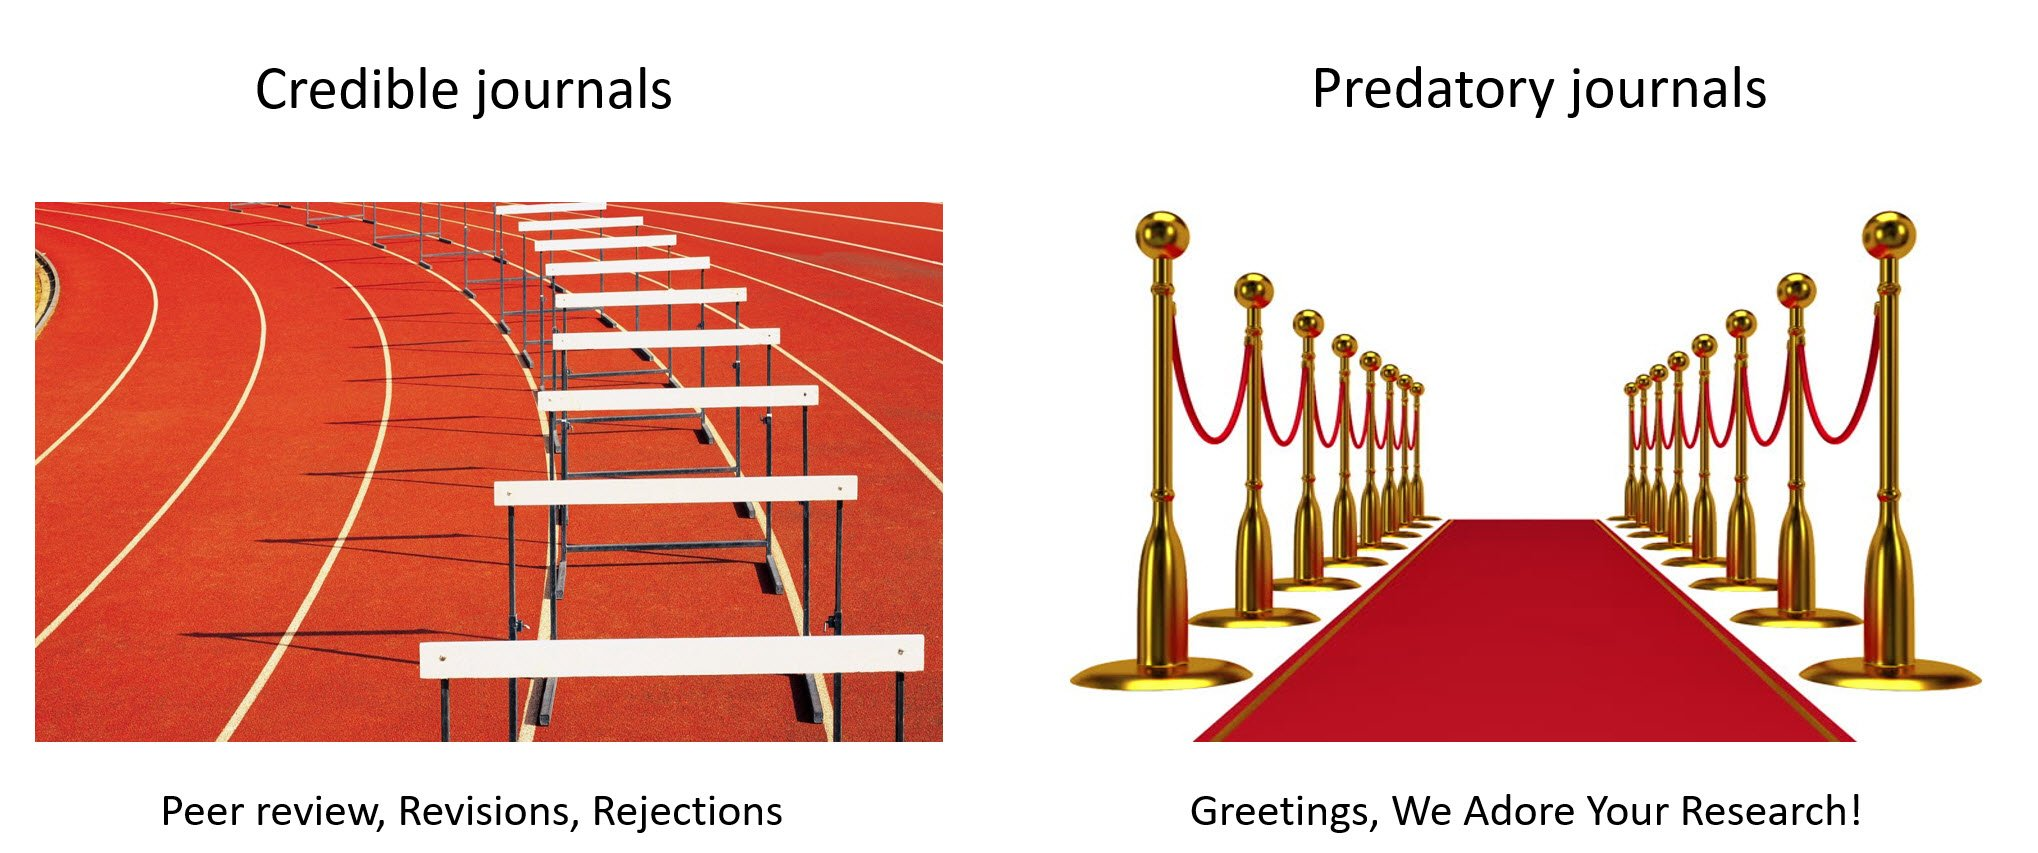 Credible journals
Predatory journals
Peer review, Revisions, Rejections
Greetings, We Adore Your Research!